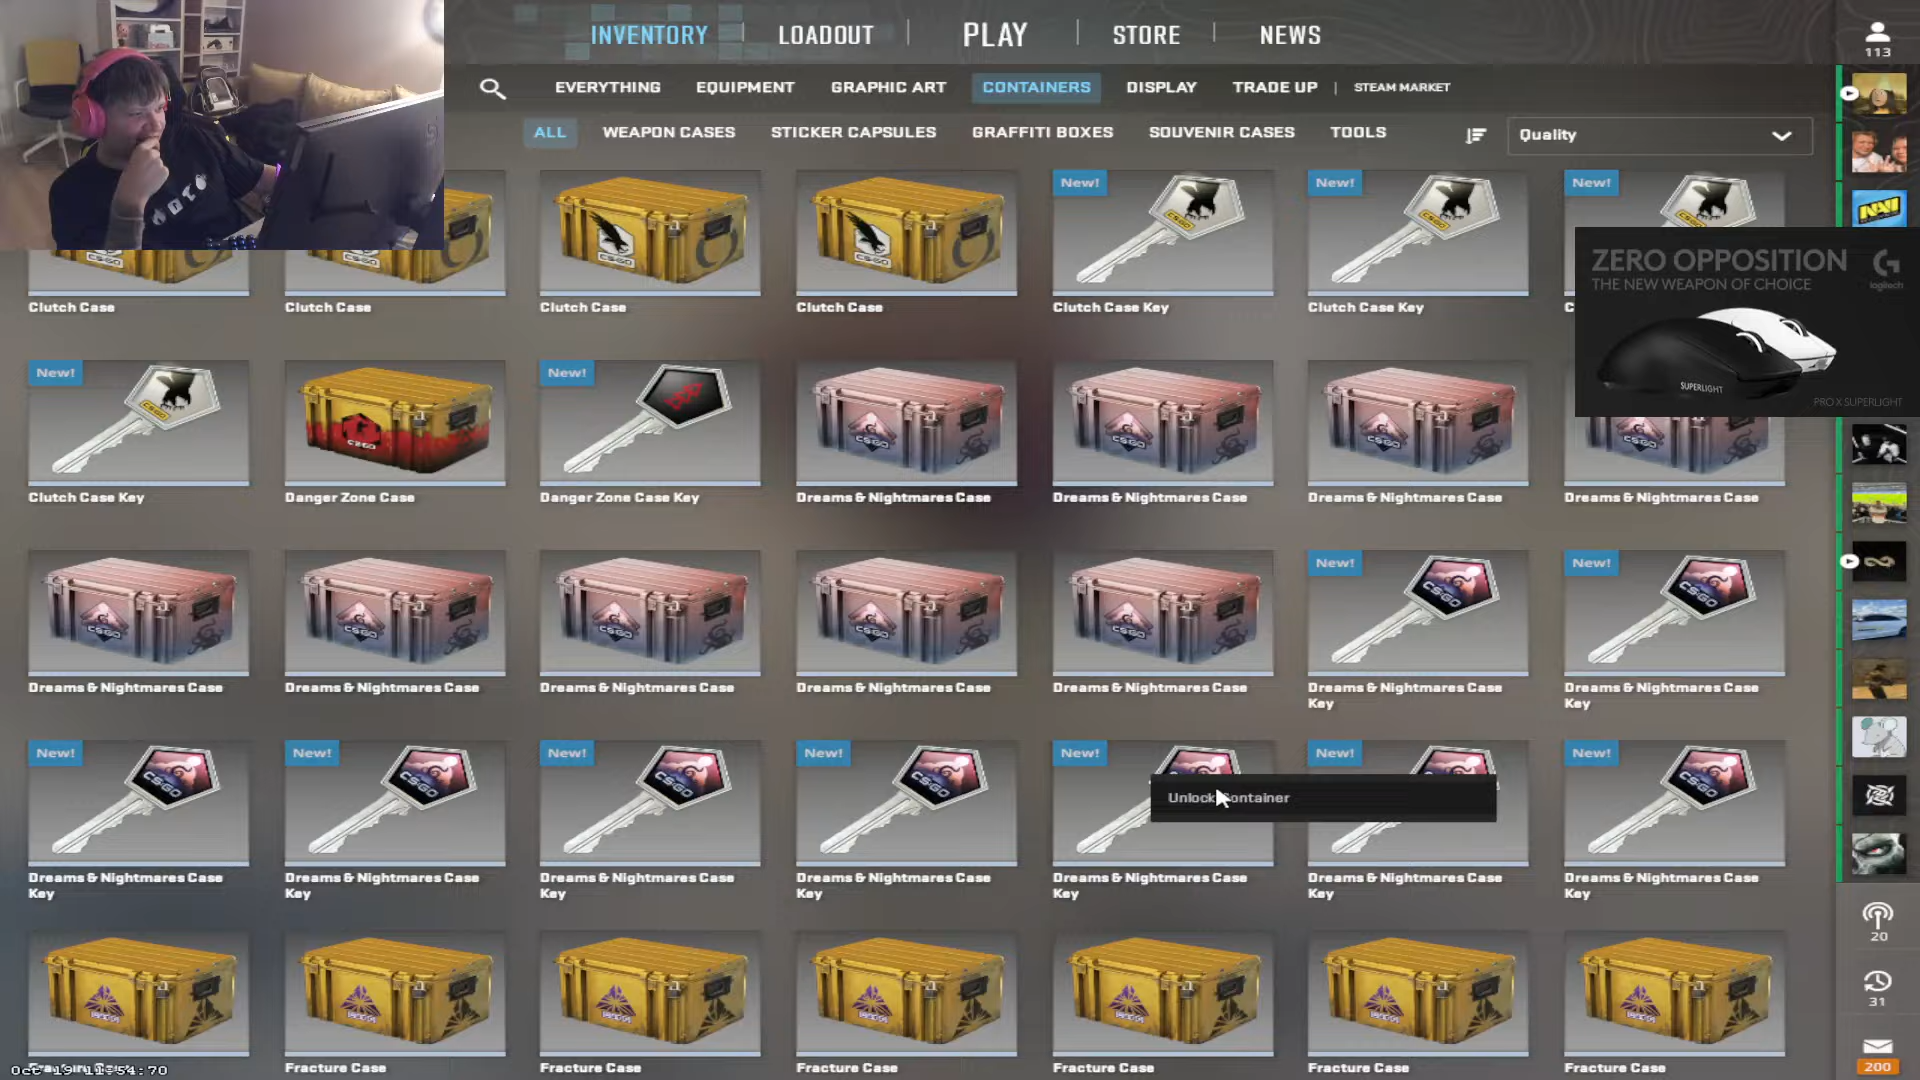 INVENTORY LOADOUT PLAY STORE NEWS
113
EVERYTHING EQUIPMENT GRAPHIC ART CONTAINERS DISPLAY TRADE UP | STEAM MARKET
ALL WEAPON CASES STICKER CAPSULES GRAFFITI BOXES SOUVENIR CASES TOOLS Quality
New! New! New!
Clutch Case Clutch Case Clutch Case Clutch Case Clutch Case Key Clutch Case Key
ZERO OPPOSITION
THE NEW WEAPON OF CHOICE
logitech
SUPERLIGHT
PRO X SUPERLIGHT
New! New!
Clutch Case Key Danger Zone Case Danger Zone Case Key Dreams & Nightmares Case Dreams & Nightmares Case Dreams & Nightmares Case Dreams & Nightmares Case
New! New!
Dreams & Nightmares Case Dreams & Nightmares Case Dreams & Nightmares Case Dreams & Nightmares Case Dreams & Nightmares Case Dreams & Nightmares Case Key Dreams & Nightmares Case Key
New! New! New! New! New! New! New!
Unlock Container
Dreams & Nightmares Case Key Dreams & Nightmares Case Key Dreams & Nightmares Case Key Dreams & Nightmares Case Key Dreams & Nightmares Case Key Dreams & Nightmares Case Key Dreams & Nightmares Case Key
20
31
200
Fracture Case Fracture Case Fracture Case Fracture Case Fracture Case Fracture Case